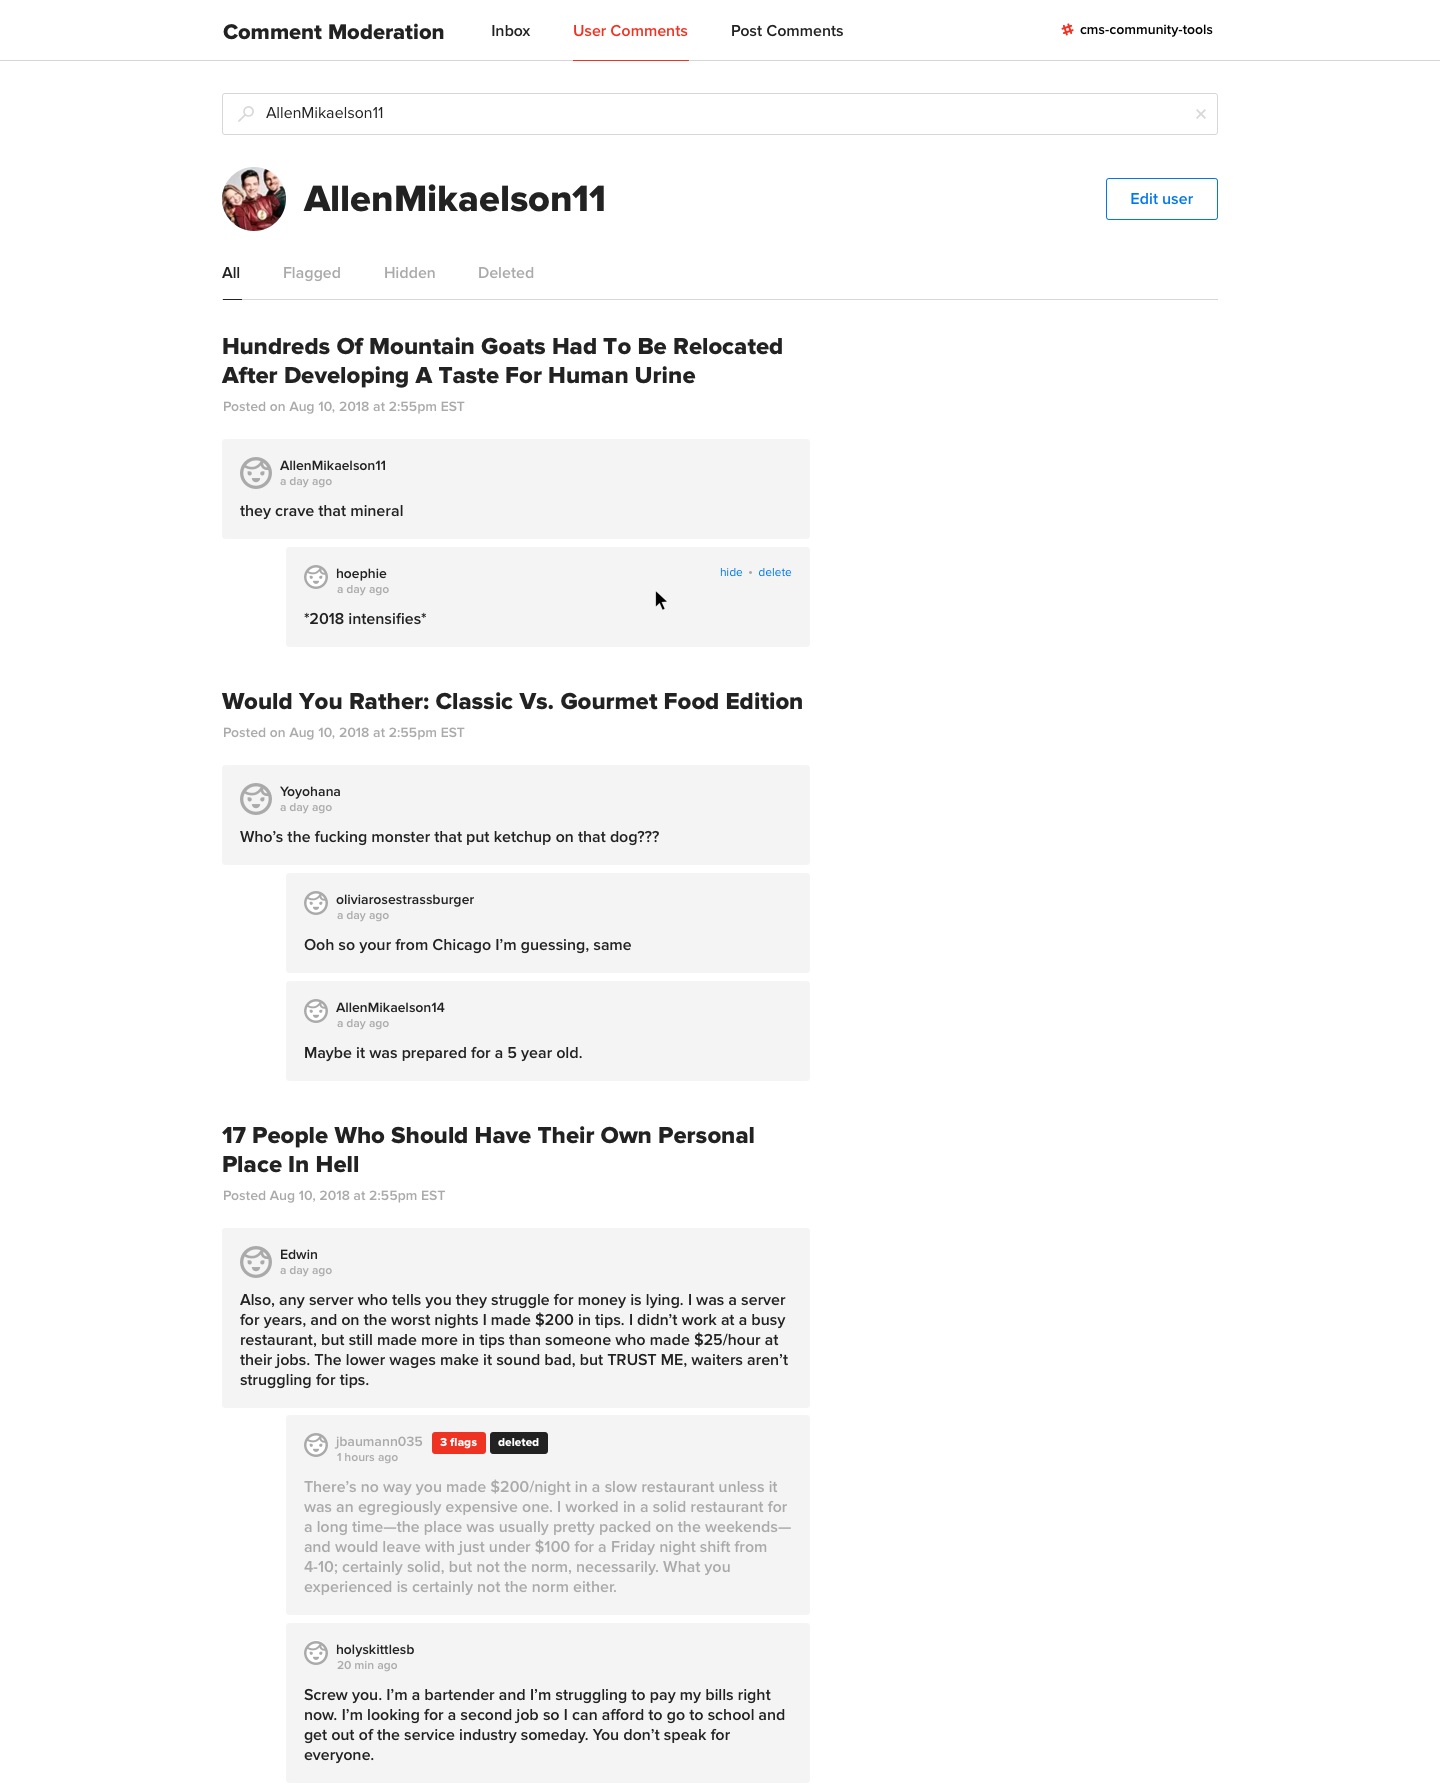 Comment Moderation
Inbox
User Comments
Post Comments
cms-community-tools
AllenMikaelson11
AllenMikaelson11
Edit user
All
Flagged
Hidden
Deleted
Hundreds Of Mountain Goats Had To Be Relocated
After Developing A Taste For Human Urine
Posted on Aug 10, 2018 at 2:55pm EST
AllenMikaelson11
a day ago
they crave that mineral
hoephie
hide • delete
a day ago
*2018 intensifies*
Would You Rather: Classic Vs. Gourmet Food Edition
Posted on Aug 10, 2018 at 2:55pm EST
Yoyohana
a day ago
Who’s the fucking monster that put ketchup on that dog???
oliviarosestrassburger
a day ago
Ooh so your from Chicago I’m guessing, same
AllenMikaelson14
a day ago
Maybe it was prepared for a 5 year old.
17 People Who Should Have Their Own Personal
Place In Hell
Posted Aug 10, 2018 at 2:55pm EST
Edwin
a day ago
Also, any server who tells you they struggle for money is lying. I was a server
for years, and on the worst nights I made $200 in tips. I didn’t work at a busy
restaurant, but still made more in tips than someone who made $25/hour at
their jobs. The lower wages make it sound bad, but TRUST ME, waiters aren’t
struggling for tips.
jbaumann035
3 flags
deleted
1 hours ago
There’s no way you made $200/night in a slow restaurant unless it
was an egregiously expensive one. I worked in a solid restaurant for
a long time—the place was usually pretty packed on the weekends—
and would leave with just under $100 for a Friday night shift from
4-10; certainly solid, but not the norm, necessarily. What you
experienced is certainly not the norm either.
holyskittlesb
20 min ago
Screw you. I’m a bartender and I’m struggling to pay my bills right
now. I’m looking for a second job so I can afford to go to school and
get out of the service industry someday. You don’t speak for
everyone.